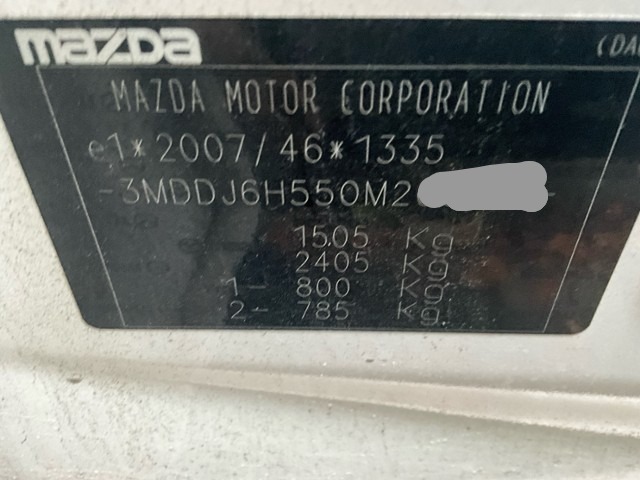 mazda
(DA
MAZDA MOTOR CORPORATION
e1*2007/46*1335
-3MDDJ6H550M2
1505 Kg
2405 Kg
1- 800 Kg
2- 785 Kg